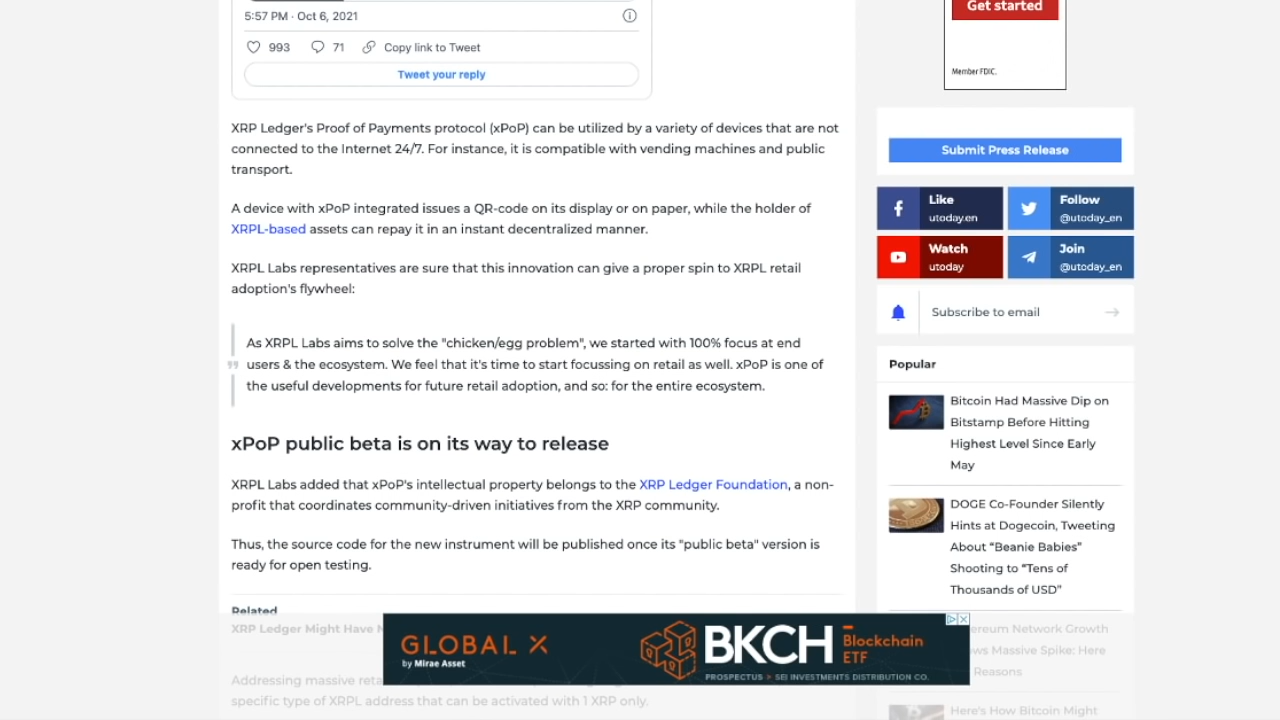 5:57 PM · Oct 6, 2021
993 71 Copy link to Tweet
Tweet your reply
XRP Ledger's Proof of Payments protocol (xPoP) can be utilized by a variety of devices that are not
connected to the Internet 24/7. For instance, it is compatible with vending machines and public
transport.
A device with xPoP integrated issues a QR-code on its display or on paper, while the holder of
XRPL-based assets can repay it in an instant decentralized manner.
XRPL Labs representatives are sure that this innovation can give a proper spin to XRPL retail
adoption's flywheel:
As XRPL Labs aims to solve the "chicken/egg problem", we started with 100% focus at end
users & the ecosystem. We feel that it's time to start focussing on retail as well. xPoP is one of
the useful developments for future retail adoption, and so: for the entire ecosystem.
xPoP public beta is on its way to release
XRPL Labs added that xPoP's intellectual property belongs to the XRP Ledger Foundation, a non-
profit that coordinates community-driven initiatives from the XRP community.
Thus, the source code for the new instrument will be published once its "public beta" version is
ready for open testing.
Related
XRP Ledger Might Have
Addressing massive
specific type of XRPL address that can be activated with 1 XRP only.
Get started
Member FDIC.
Submit Press Release
Like
utoday.en
Follow
@utoday_en
Watch
utoday
Join
@utoday_en
Subscribe to email
Popular
Bitcoin Had Massive Dip on
Bitstamp Before Hitting
Highest Level Since Early
May
DOGE Co-Founder Silently
Hints at Dogecoin, Tweeting
About “Beanie Babies”
Shooting to “Tens of
Thousands of USD”
Network Growth
Massive Spike: Here
Reasons
Here's How Bitcoin Might
GLOBAL X
by Mirae Asset
BKCH
Blockchain
ETF
PROSPECTUS > SEI INVESTMENTS DISTRIBUTION CO.